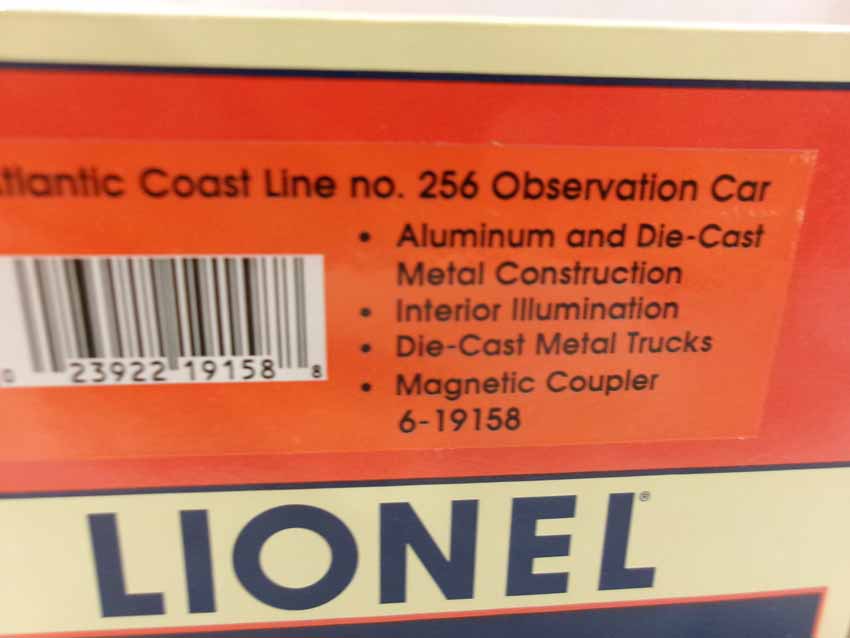 Atlantic Coast Line no. 256 Observation Car
• Aluminum and Die-Cast
Metal Construction
• Interior Illumination
• Die-Cast Metal Trucks
• Magnetic Coupler
6-19158
0 23922 19158 8
LIONEL®